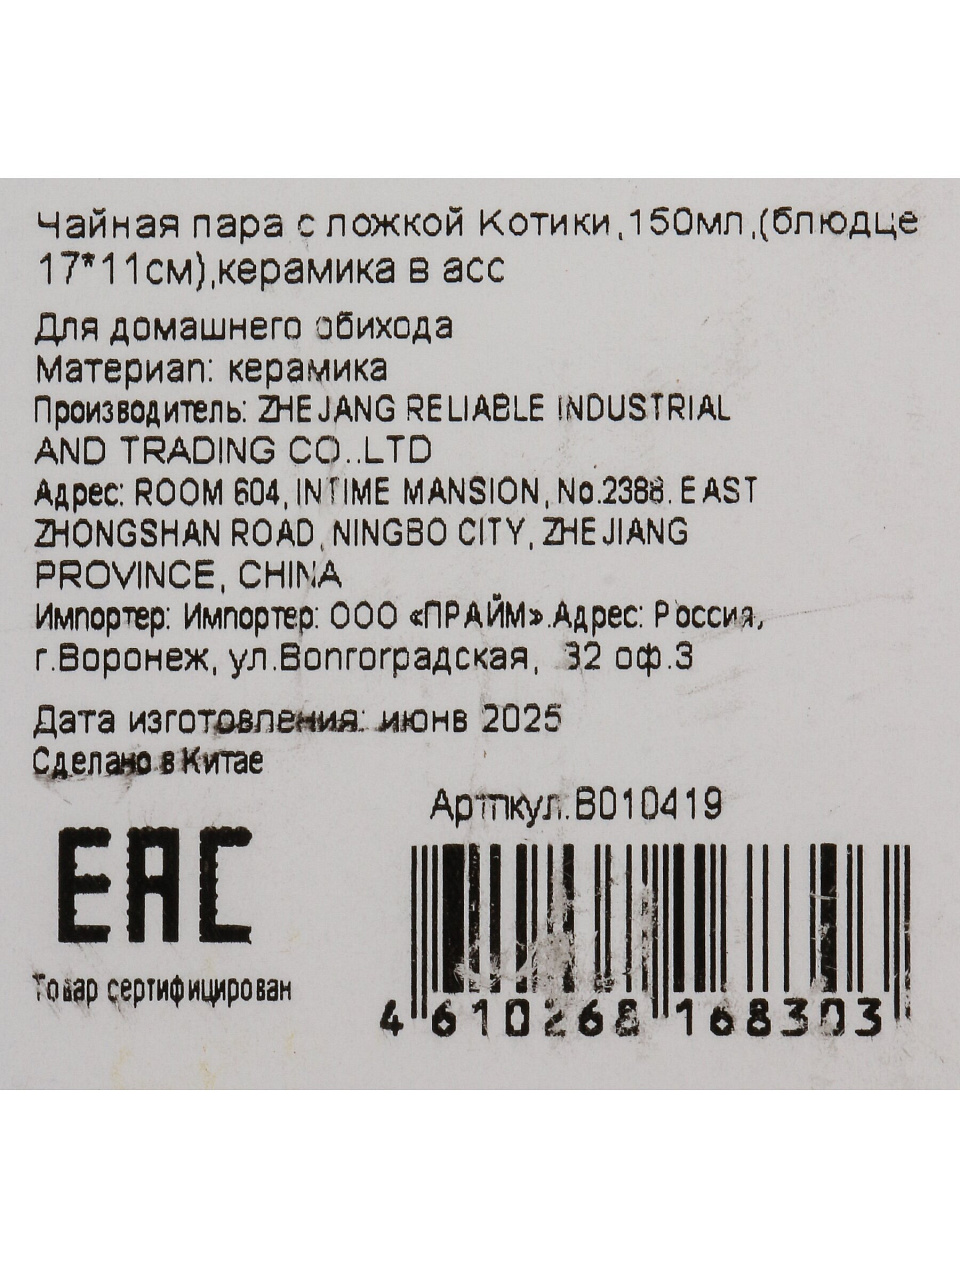 Чайная пара с ложкой Котики,150мл,(блюдце
17*11см),керамика в асс
Для домашнего обихода
Материал: керамика
Производитель: ZHEJANG RELIABLE INDUSTRIAL
AND TRADING CO.,LTD
Адрес: ROOM 604, INTIME MANSION, No.2388. EAST
ZHONGSHAN ROAD, NINGBO CITY, ZHEJIANG
PROVINCE, CHINA
Импортер: Импортер: ООО «ПРАЙМ».Адрес: Россия,
г.Воронеж, ул.Волгоградская, 32 оф.3
Дата изготовления: июнь 2025
Сделано в Китае
Артикул:В010419
ЕАС
Товар сертифицирован
4 610268 168303